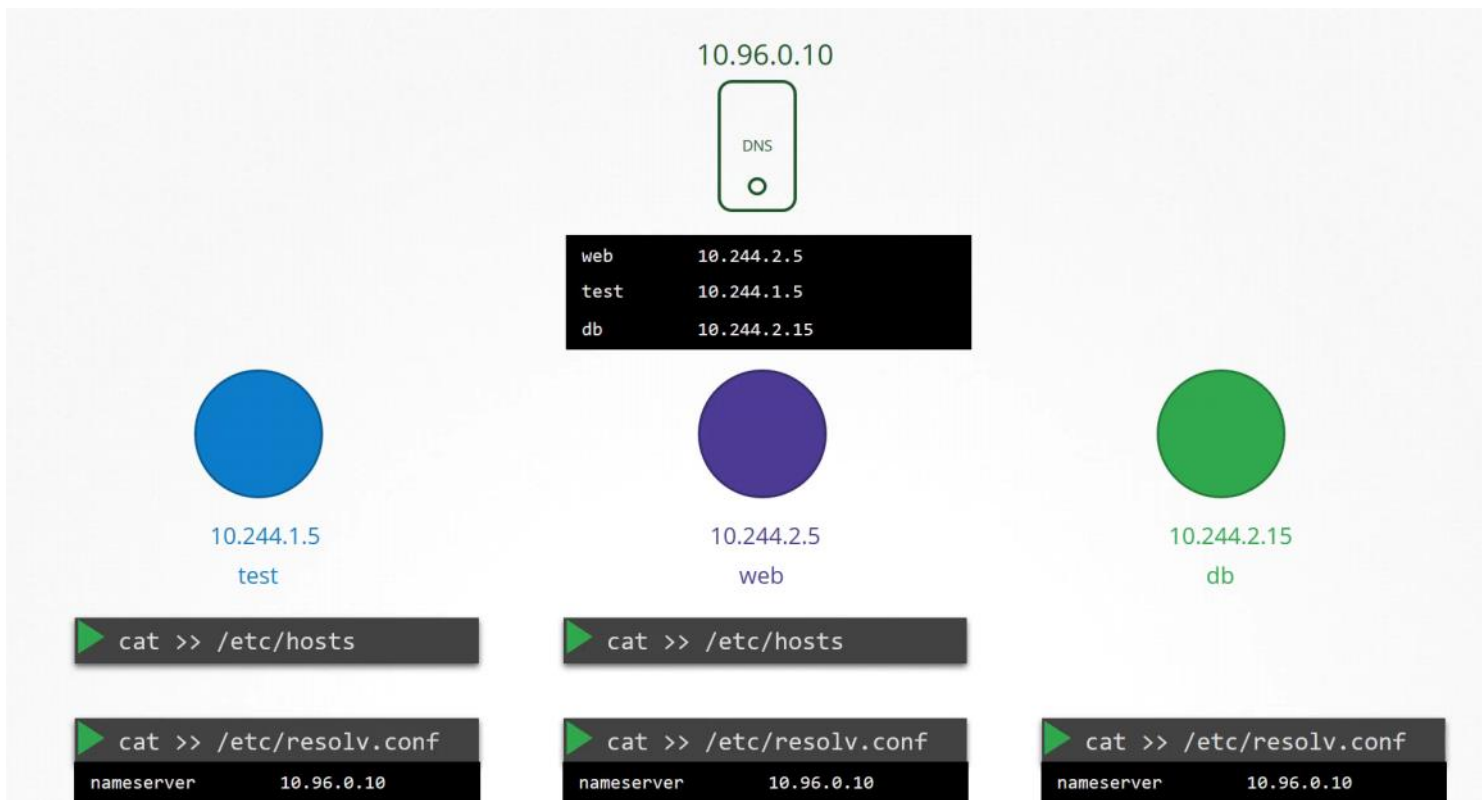 10.96.0.10
DNS
web 10.244.2.5
test 10.244.1.5
db 10.244.2.15
10.244.1.5
test
10.244.2.5
web
10.244.2.15
db
cat >> /etc/hosts
cat >> /etc/hosts
cat >> /etc/resolv.conf
nameserver 10.96.0.10
cat >> /etc/resolv.conf
nameserver 10.96.0.10
cat >> /etc/resolv.conf
nameserver 10.96.0.10